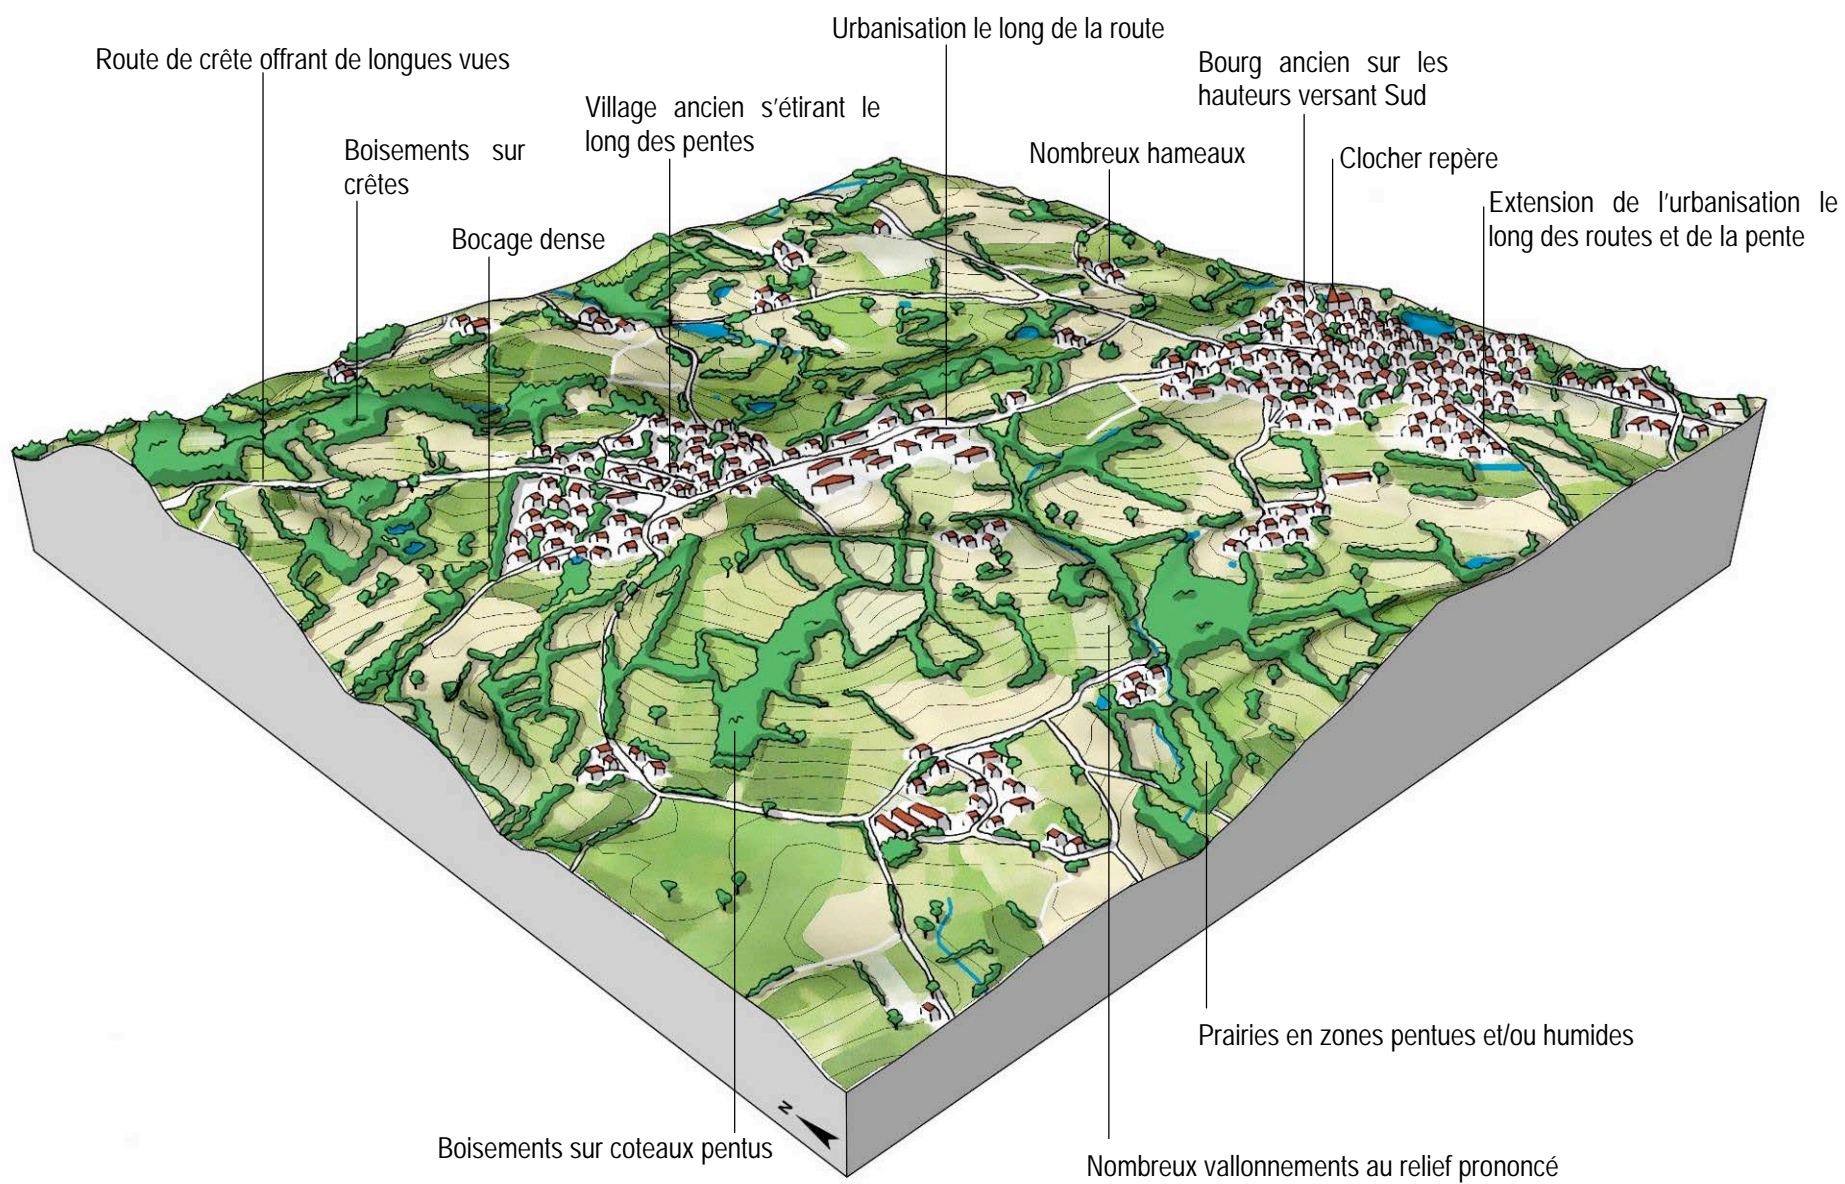 Urbanisation le long de la route
Route de crête offrant de longues vues
Bourg ancien sur les
hauteurs versant Sud
Village ancien s'étirant le
long des pentes
Boisements sur
crêtes
Nombreux hameaux
Clocher repère
Extension de l'urbanisation le
long des routes et de la pente
Bocage dense
Prairies en zones pentues et/ou humides
N
Boisements sur coteaux pentus
Nombreux vallonnements au relief prononcé